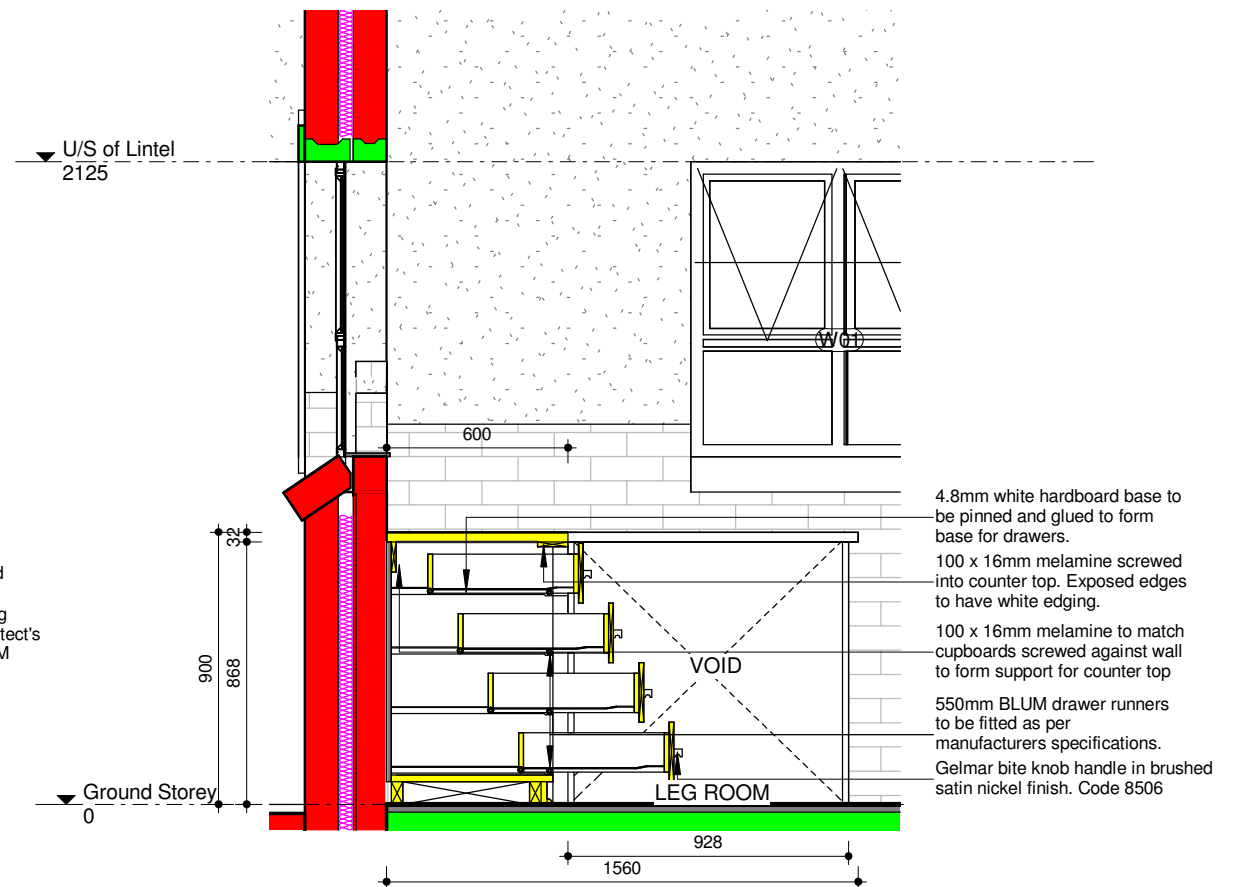 U/S of Lintel
2125
W01
600
4.8mm white hardboard base to
be pinned and glued to form
base for drawers.
32
100 x 16mm melamine screwed
into counter top. Exposed edges
to have white edging.
d
g
tect's
M
100 x 16mm melamine to match
cupboards screwed against wall
to form support for counter top
900
868
VOID
550mm BLUM drawer runners
to be fitted as per
manufacturers specifications.
Gelmar bite knob handle in brushed
satin nickel finish. Code 8506
Ground Storey
0
LEG ROOM
928
1560